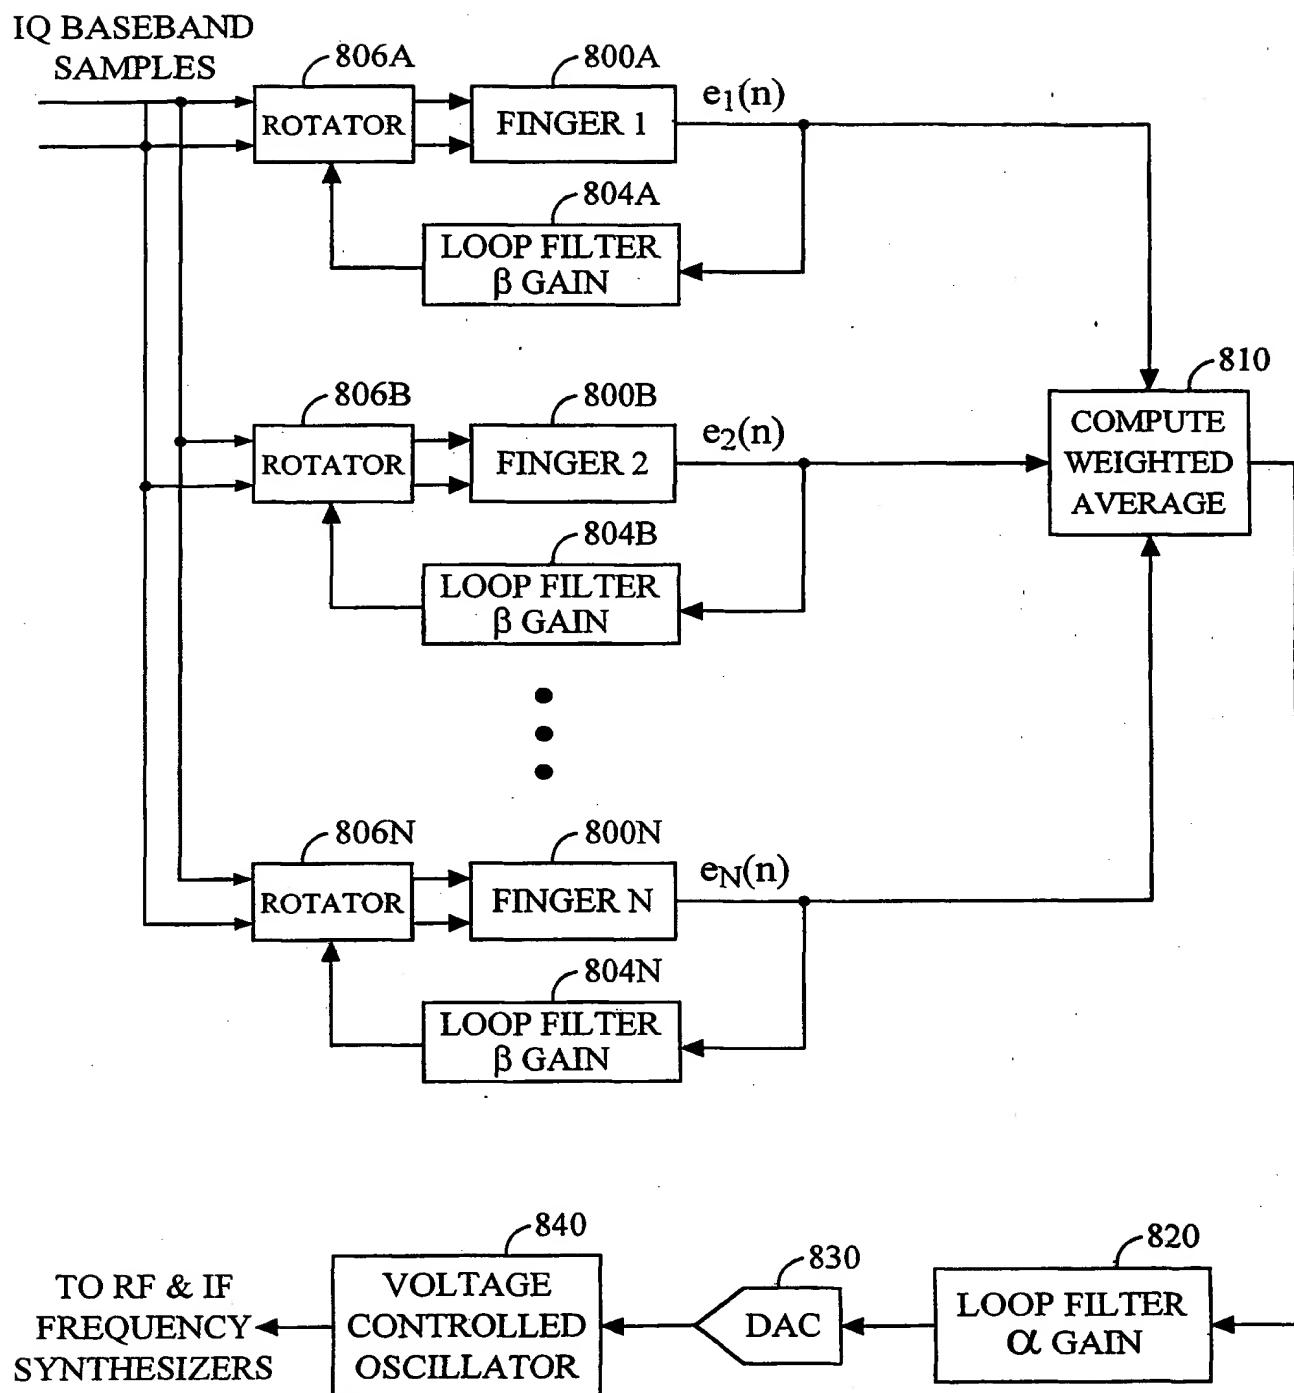 IQ BASEBAND
SAMPLES
806A
800A
e1(n)
ROTATOR
FINGER 1
804A
LOOP FILTER
β GAIN
806B
800B
e2(n)
810
ROTATOR
FINGER 2
COMPUTE
WEIGHTED
AVERAGE
804B
LOOP FILTER
β GAIN
806N
800N
eN(n)
ROTATOR
FINGER N
804N
LOOP FILTER
β GAIN
840
830
820
TO RF & IF
FREQUENCY
SYNTHESIZERS
VOLTAGE
CONTROLLED
OSCILLATOR
DAC
LOOP FILTER
α GAIN